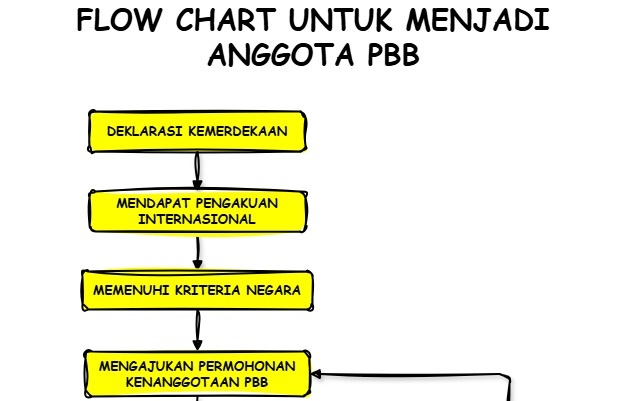 FLOW CHART UNTUK MENJADI
ANGGOTA PBB
DEKLARASI KEMERDEKAAN
MENDAPAT PENGAKUAN
INTERNASIONAL
MEMENUHI KRITERIA NEGARA
MENGAJUKAN PERMOHONAN
KENANGGOTAAN PBB